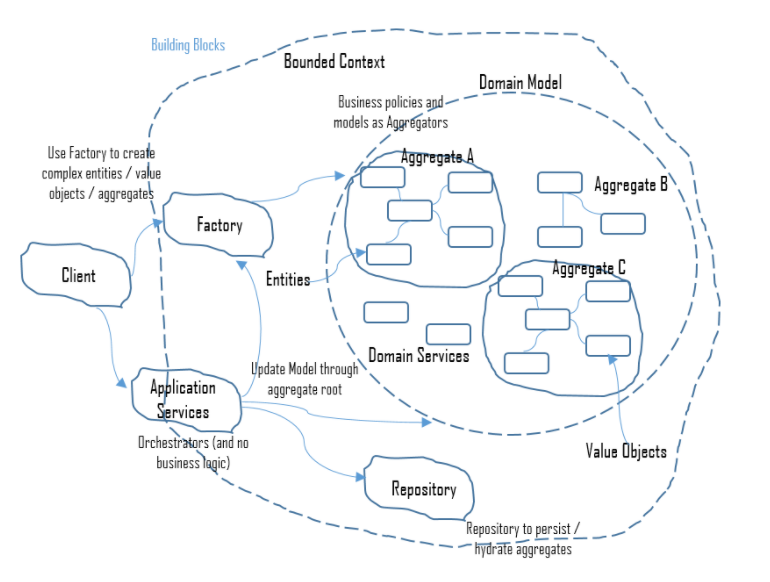 Building Blocks
Bounded Context
Domain Model
Business policies and
models as Aggregators
Use Factory to create
complex entities / value
objects / aggregates
Aggregate A
Aggregate B
Factory
Client
Entities
Aggregate C
Domain Services
Update Model through
aggregate root
Application
Services
Orchestrators (and no
business logic)
Value Objects
Repository
Repository to persist /
hydrate aggregates